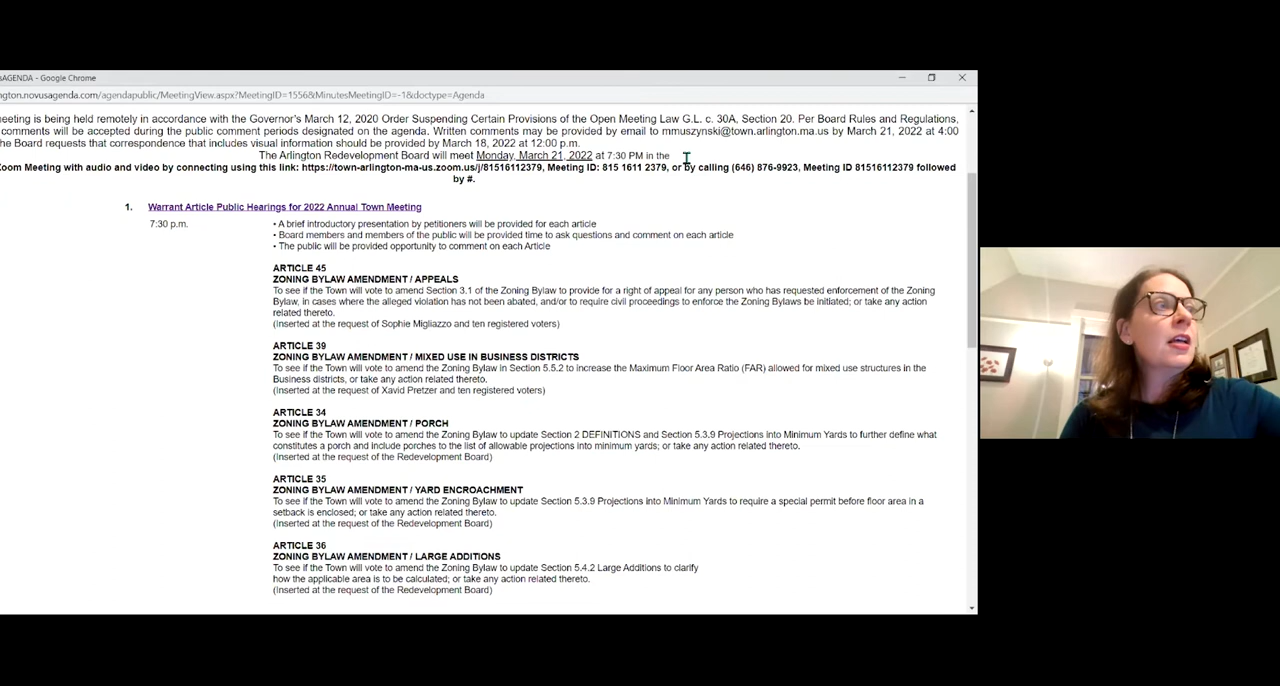 sAGENDA - Google Chrome
ngton.novusagenda.com/agendapublic/MeetingView.aspx?MeetingID=1556&MinutesMeetingID=-1&doctype=Agenda
eeting is being held remotely in accordance with the Governor's March 12, 2020 Order Suspending Certain Provisions of the Open Meeting Law G.L. c. 30A, Section 20. Per Board Rules and Regulations,
comments will be accepted during the public comment periods designated on the agenda. Written comments may be provided by email to mmuszynski@town.arlington.ma.us by March 21, 2022 at 4:00
he Board requests that correspondence that includes visual information should be provided by March 18, 2022 at 12:00 p.m.
The Arlington Redevelopment Board will meet Monday, March 21, 2022 at 7:30 PM in the
Zoom Meeting with audio and video by connecting using this link: https://town-arlington-ma-us.zoom.us/j/81516112379, Meeting ID: 815 1611 2379, or by calling (646) 876-9923, Meeting ID 81516112379 followed
by #.
1. Warrant Article Public Hearings for 2022 Annual Town Meeting
7:30 p.m. • A brief introductory presentation by petitioners will be provided for each article
• Board members and members of the public will be provided time to ask questions and comment on each article
• The public will be provided opportunity to comment on each Article
ARTICLE 45
ZONING BYLAW AMENDMENT / APPEALS
To see if the Town will vote to amend Section 3.1 of the Zoning Bylaw to provide for a right of appeal for any person who has requested enforcement of the Zoning
Bylaw, in cases where the alleged violation has not been abated, and/or to require civil proceedings to enforce the Zoning Bylaws be initiated; or take any action
related thereto.
(Inserted at the request of Sophie Migliazzo and ten registered voters)
ARTICLE 39
ZONING BYLAW AMENDMENT / MIXED USE IN BUSINESS DISTRICTS
To see if the Town will vote to amend the Zoning Bylaw in Section 5.5.2 to increase the Maximum Floor Area Ratio (FAR) allowed for mixed use structures in the
Business districts, or take any action related thereto.
(Inserted at the request of Xavid Pretzer and ten registered voters)
ARTICLE 34
ZONING BYLAW AMENDMENT / PORCH
To see if the Town will vote to amend the Zoning Bylaw to update Section 2 DEFINITIONS and Section 5.3.9 Projections into Minimum Yards to further define what
constitutes a porch and include porches to the list of allowable projections into minimum yards; or take any action related thereto.
(Inserted at the request of the Redevelopment Board)
ARTICLE 35
ZONING BYLAW AMENDMENT / YARD ENCROACHMENT
To see if the Town will vote to amend the Zoning Bylaw to update Section 5.3.9 Projections into Minimum Yards to require a special permit before floor area in a
setback is enclosed; or take any action related thereto.
(Inserted at the request of the Redevelopment Board)
ARTICLE 36
ZONING BYLAW AMENDMENT / LARGE ADDITIONS
To see if the Town will vote to amend the Zoning Bylaw to update Section 5.4.2 Large Additions to clarify
how the applicable area is to be calculated; or take any action related thereto.
(Inserted at the request of the Redevelopment Board)